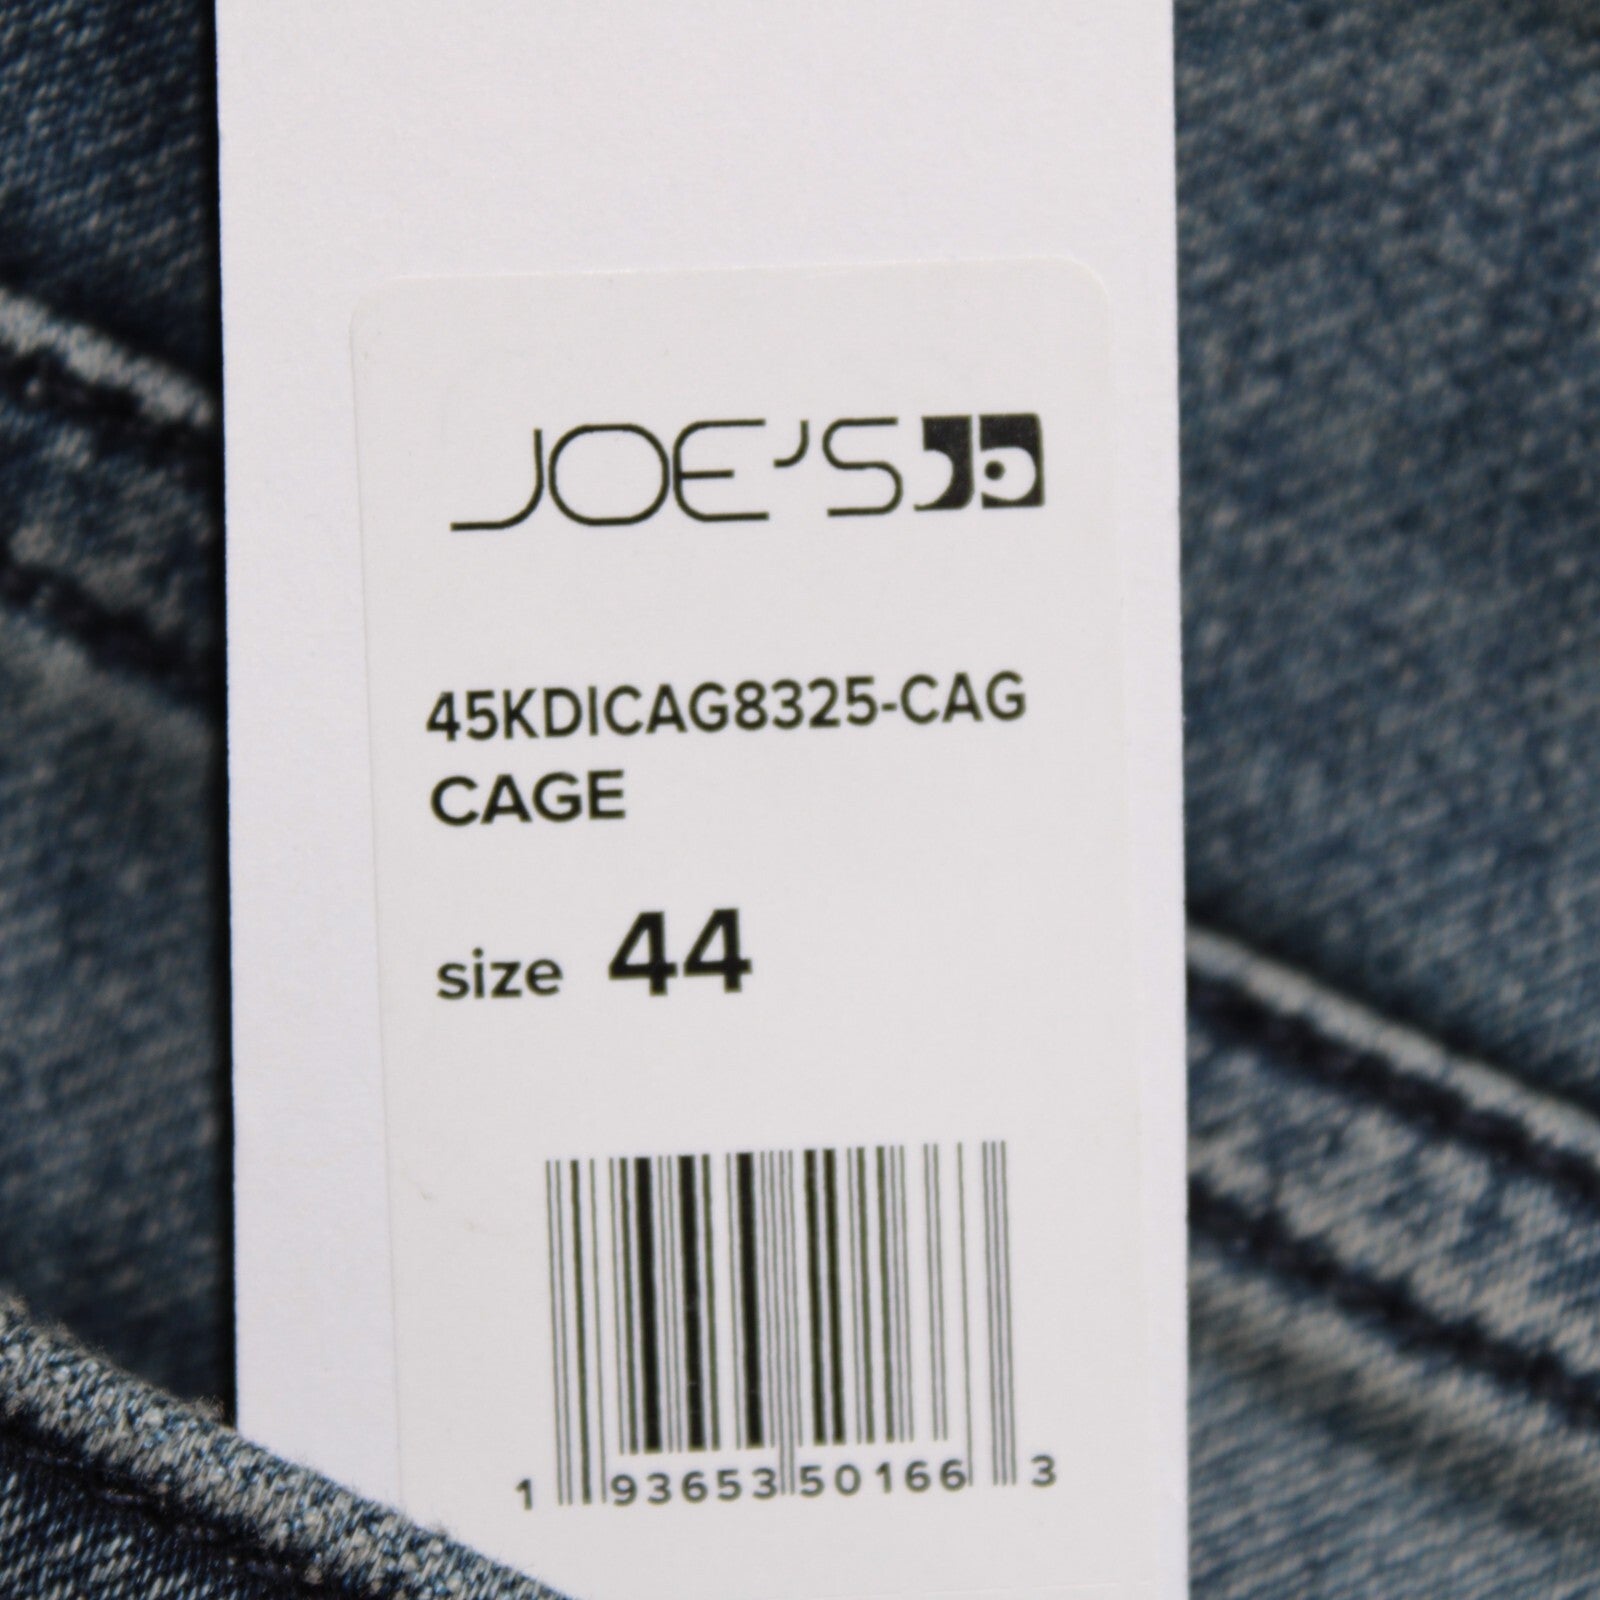 JOE'S
45KDICAG8325-CAG
CAGE
size 44
1 93653 50166 3